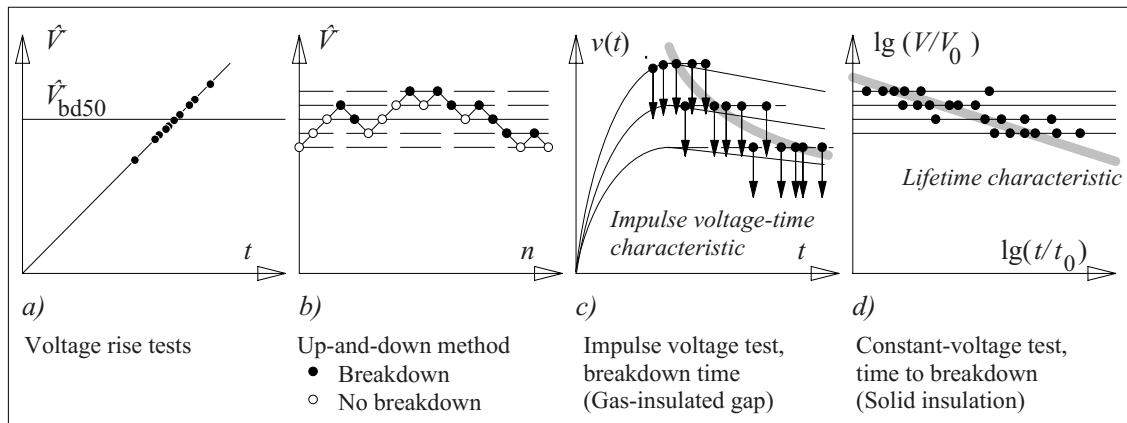 V̂
V̂bd50
t
a)
Voltage rise tests
V̂
n
b)
Up-and-down method
● Breakdown
○ No breakdown
v(t)
Impulse voltage-time
characteristic
t
c)
Impulse voltage test,
breakdown time
(Gas-insulated gap)
lg (V/V0)
Lifetime characteristic
lg(t/t0)
d)
Constant-voltage test,
time to breakdown
(Solid insulation)